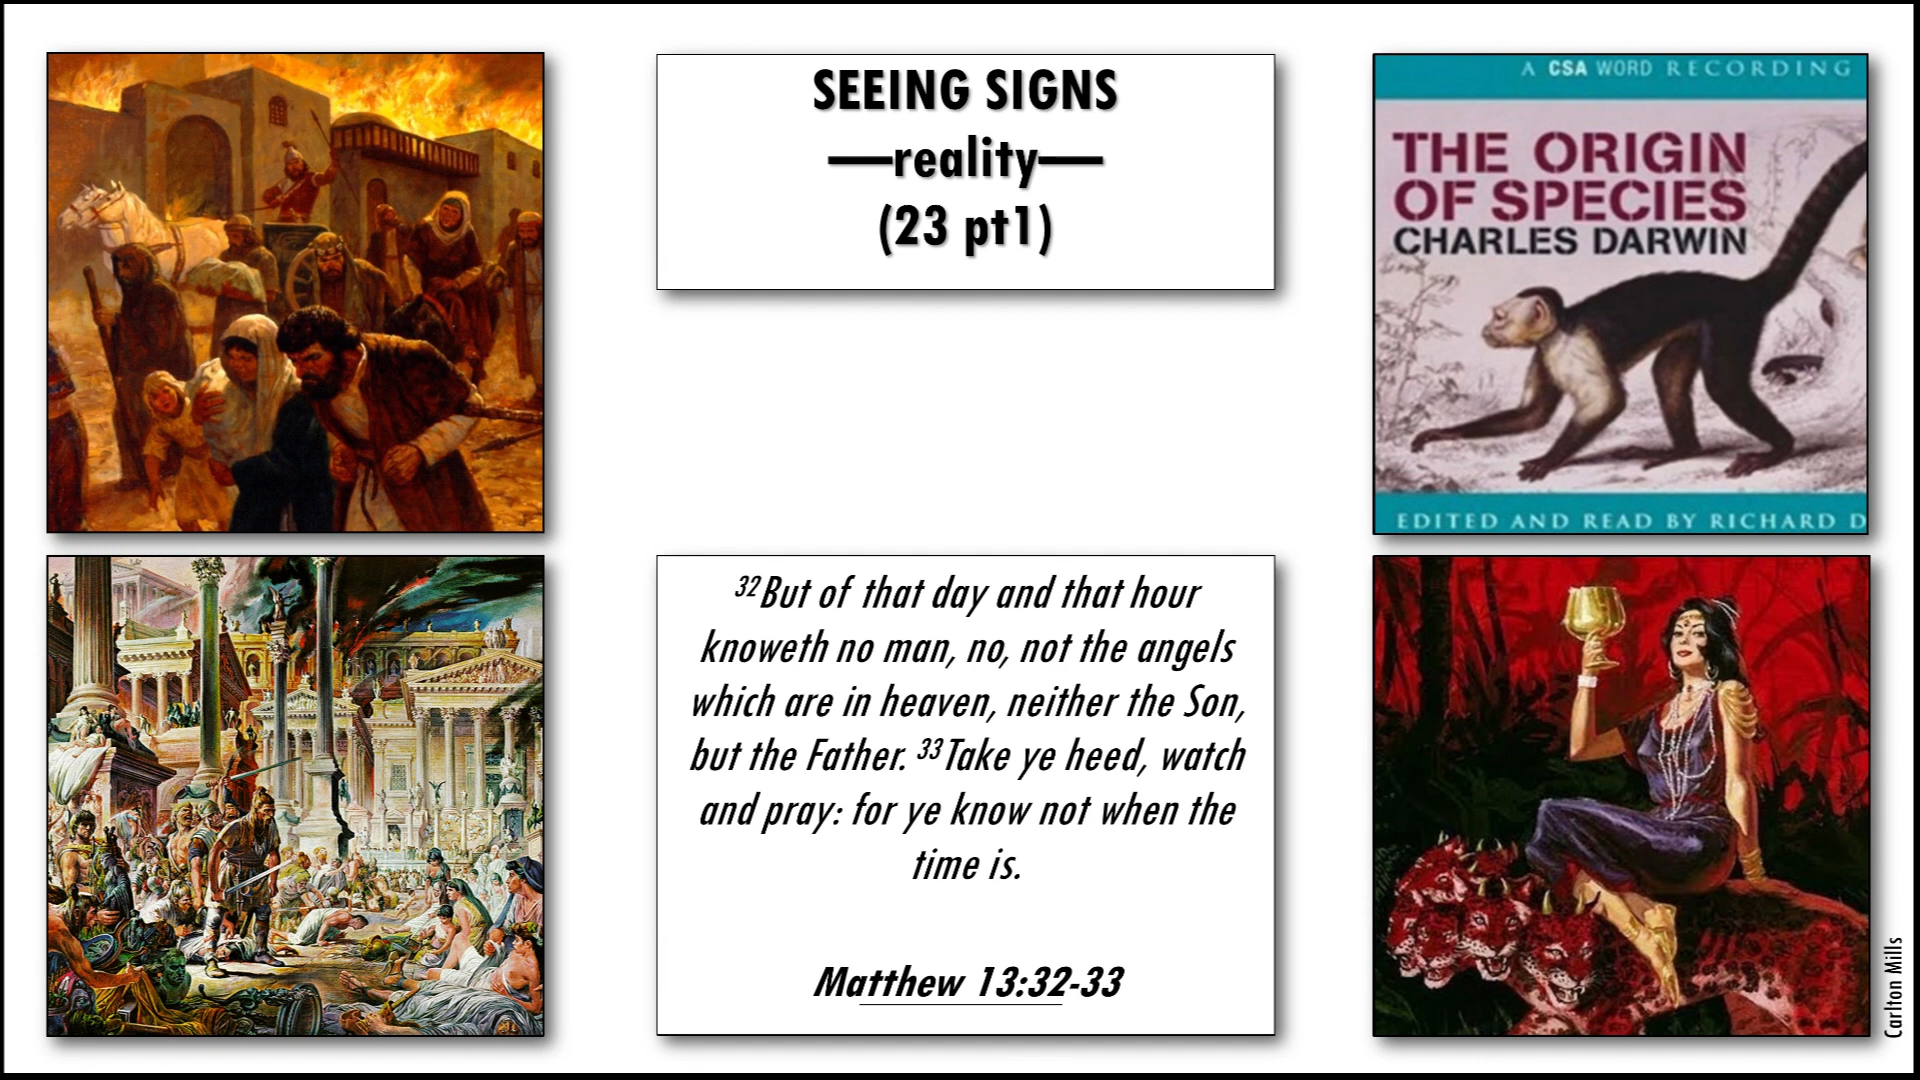 SEEING SIGNS
—reality—
(23 pt1)
A CSA WORD RECORDING
THE ORIGIN
OF SPECIES
CHARLES DARWIN
EDITED AND READ BY RICHARD D
32But of that day and that hour
knoweth no man, no, not the angels
which are in heaven, neither the Son,
but the Father. 33Take ye heed, watch
and pray: for ye know not when the
time is.
Matthew 13:32-33
Carlton Mills